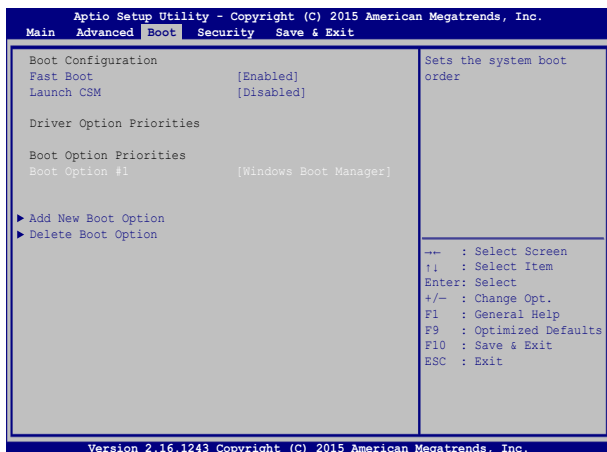 Aptio Setup Utility - Copyright (C) 2015 American Megatrends, Inc.
Main Advanced Boot Security Save & Exit
Boot Configuration
Fast Boot [Enabled]
Launch CSM [Disabled]
Driver Option Priorities
Boot Option Priorities
Boot Option #1 [Windows Boot Manager]
▶ Add New Boot Option
▶ Delete Boot Option
Sets the system boot
order
→← : Select Screen
↑↓ : Select Item
Enter: Select
+/— : Change Opt.
F1 : General Help
F9 : Optimized Defaults
F10 : Save & Exit
ESC : Exit
Version 2.16.1243 Copyright (C) 2015 American Megatrends, Inc.